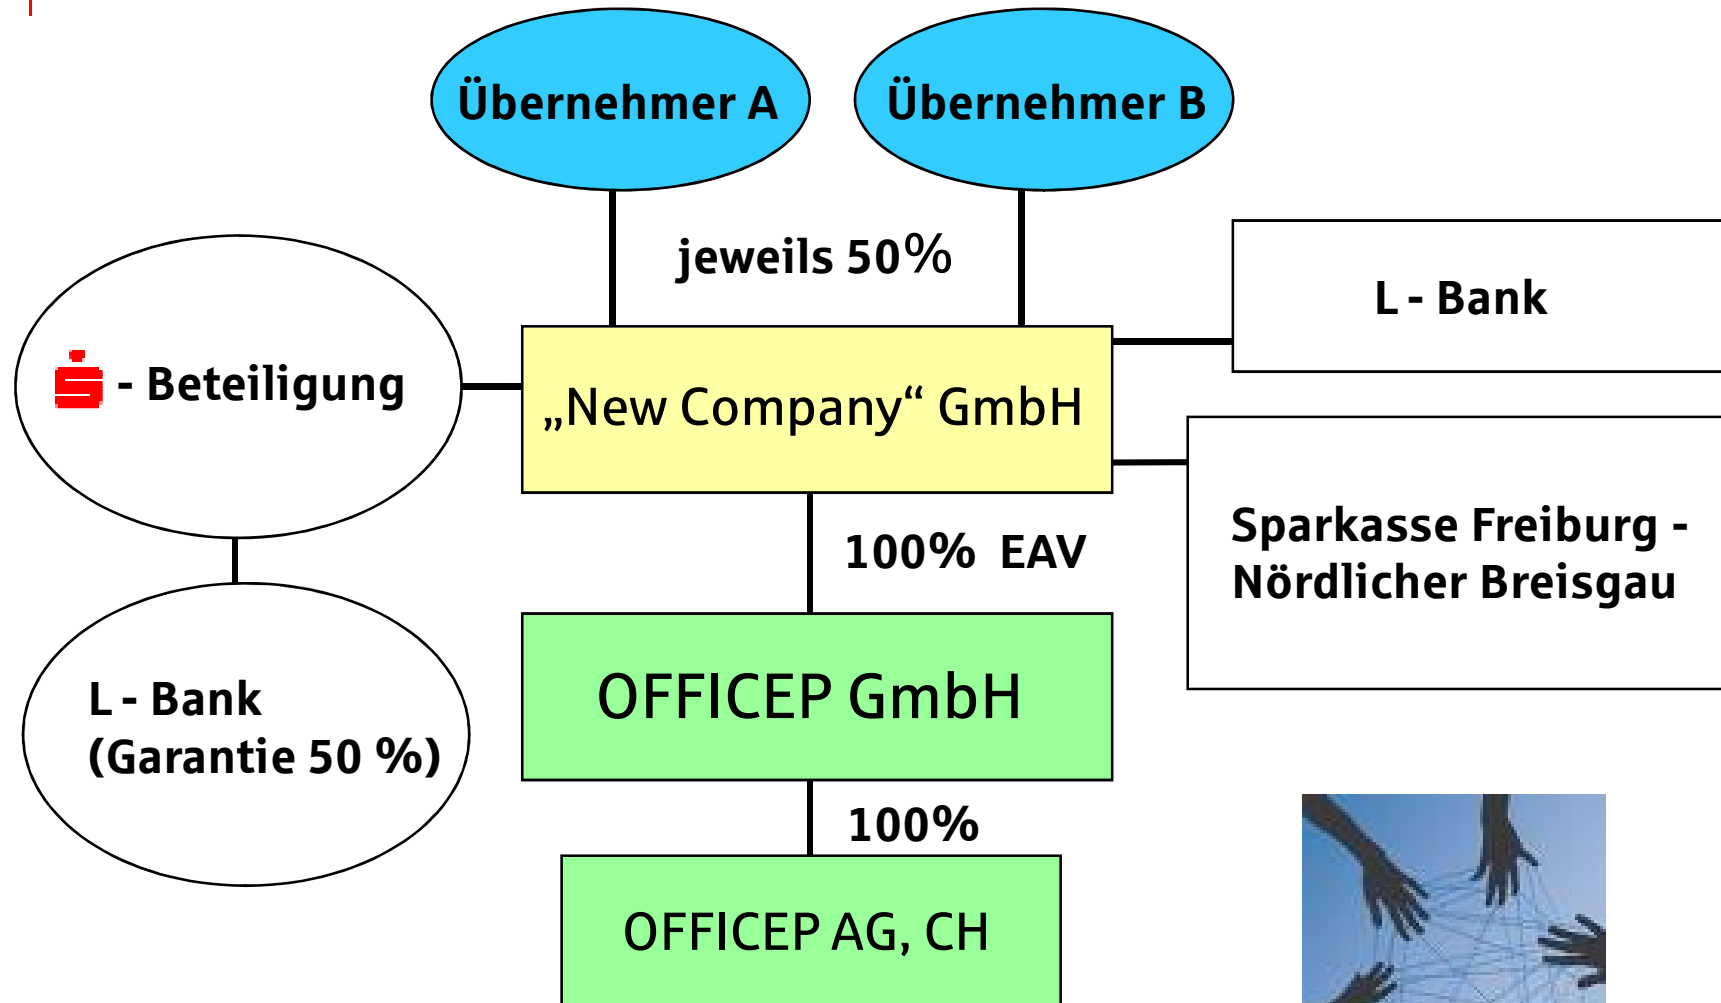 Übernehmer A
Übernehmer B
jeweils 50%
L - Bank
- Beteiligung
„New Company“ GmbH
Sparkasse Freiburg -
Nördlicher Breisgau
100% EAV
OFFICEP GmbH
L - Bank
(Garantie 50 %)
100%
OFFICEP AG, CH